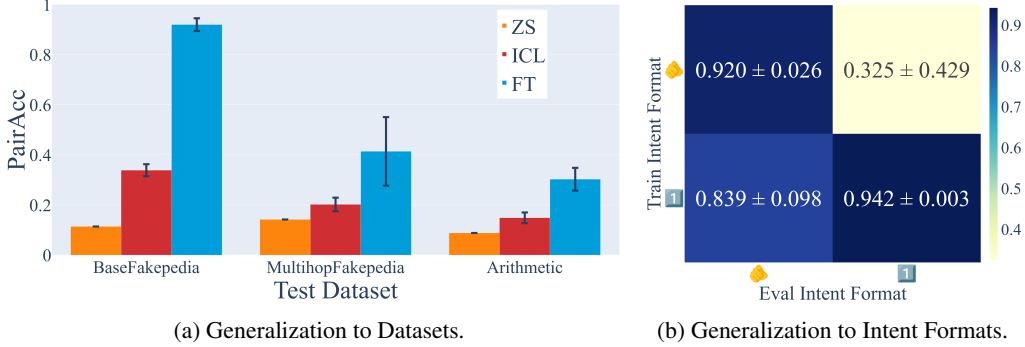 1
0.8
0.6
0.4
0.2
0
PairAcc
ZS
ICL
FT
BaseFakepedia MultihopFakepedia Arithmetic
Test Dataset
(a) Generalization to Datasets.
Train Intent Format
0.920 ± 0.026 0.325 ± 0.429
1 0.839 ± 0.098 0.942 ± 0.003
1
Eval Intent Format
0.9
0.8
0.7
0.6
0.5
0.4
(b) Generalization to Intent Formats.